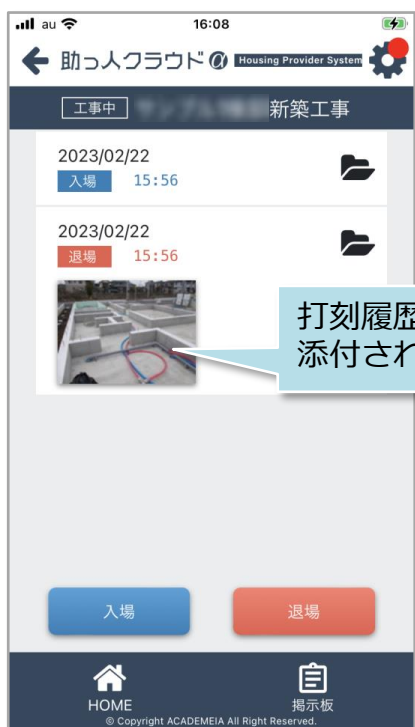 au 16:08
助っ人クラウドα Housing Provider System
工事中 新築工事
2023/02/22
入場 15:56
2023/02/22
退場 15:56
打刻履歴
添付され
入場 退場
HOME 掲示板
© Copyright ACADEMEIA All Right Reserved.